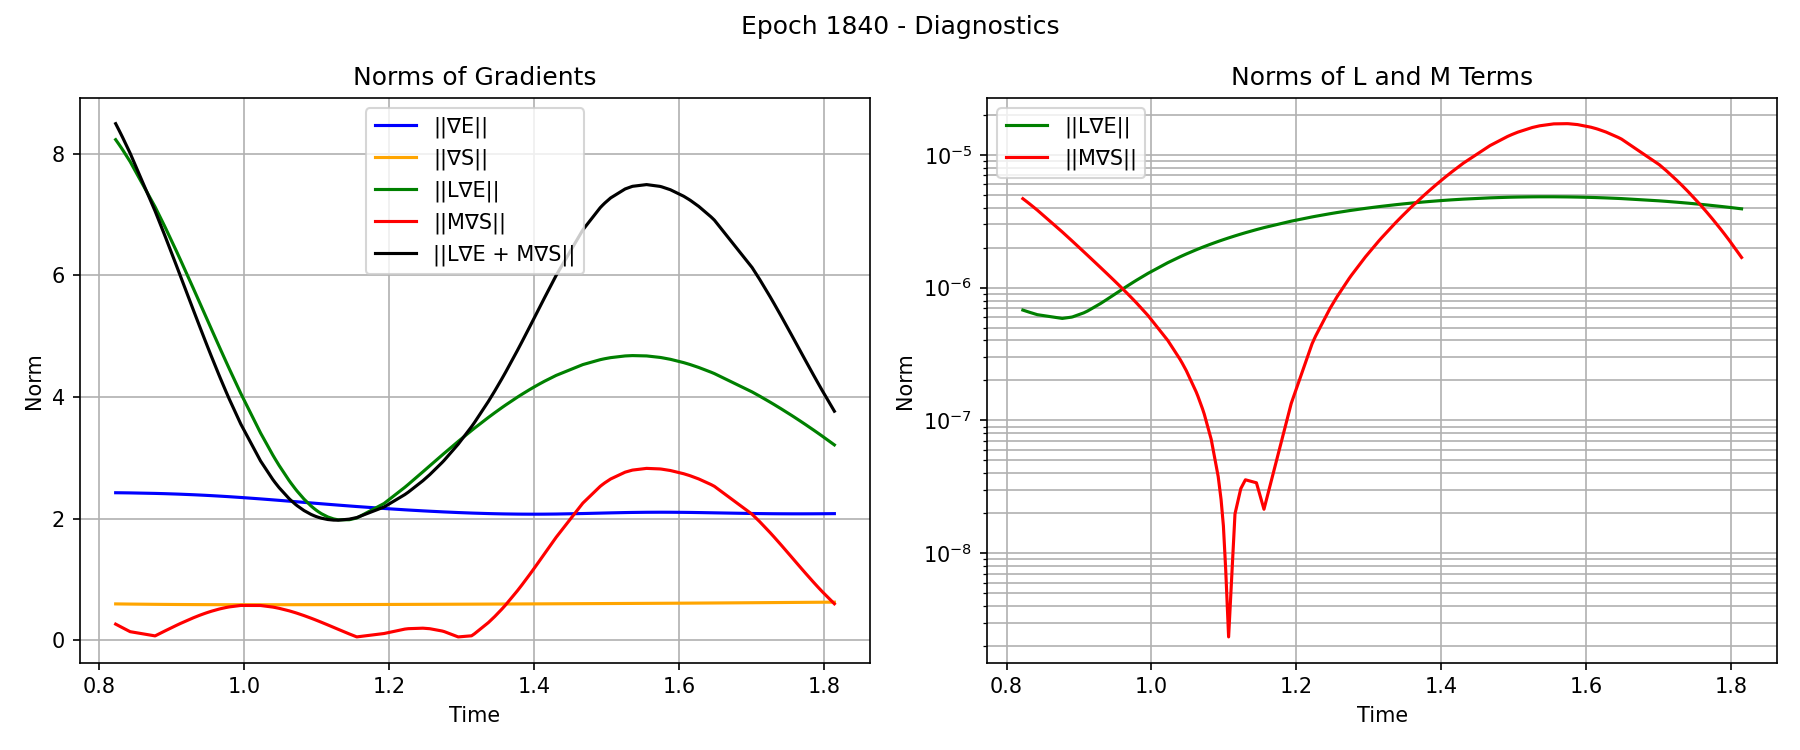 Epoch 1840 - Diagnostics
Norms of Gradients
||∇E||
||∇S||
||L∇E||
||M∇S||
||L∇E + M∇S||
Norm
8
6
4
2
0
0.8 1.0 1.2 1.4 1.6 1.8
Time
Norms of L and M Terms
||L∇E||
||M∇S||
Norm
10⁻⁵
10⁻⁶
10⁻⁷
10⁻⁸
0.8 1.0 1.2 1.4 1.6 1.8
Time